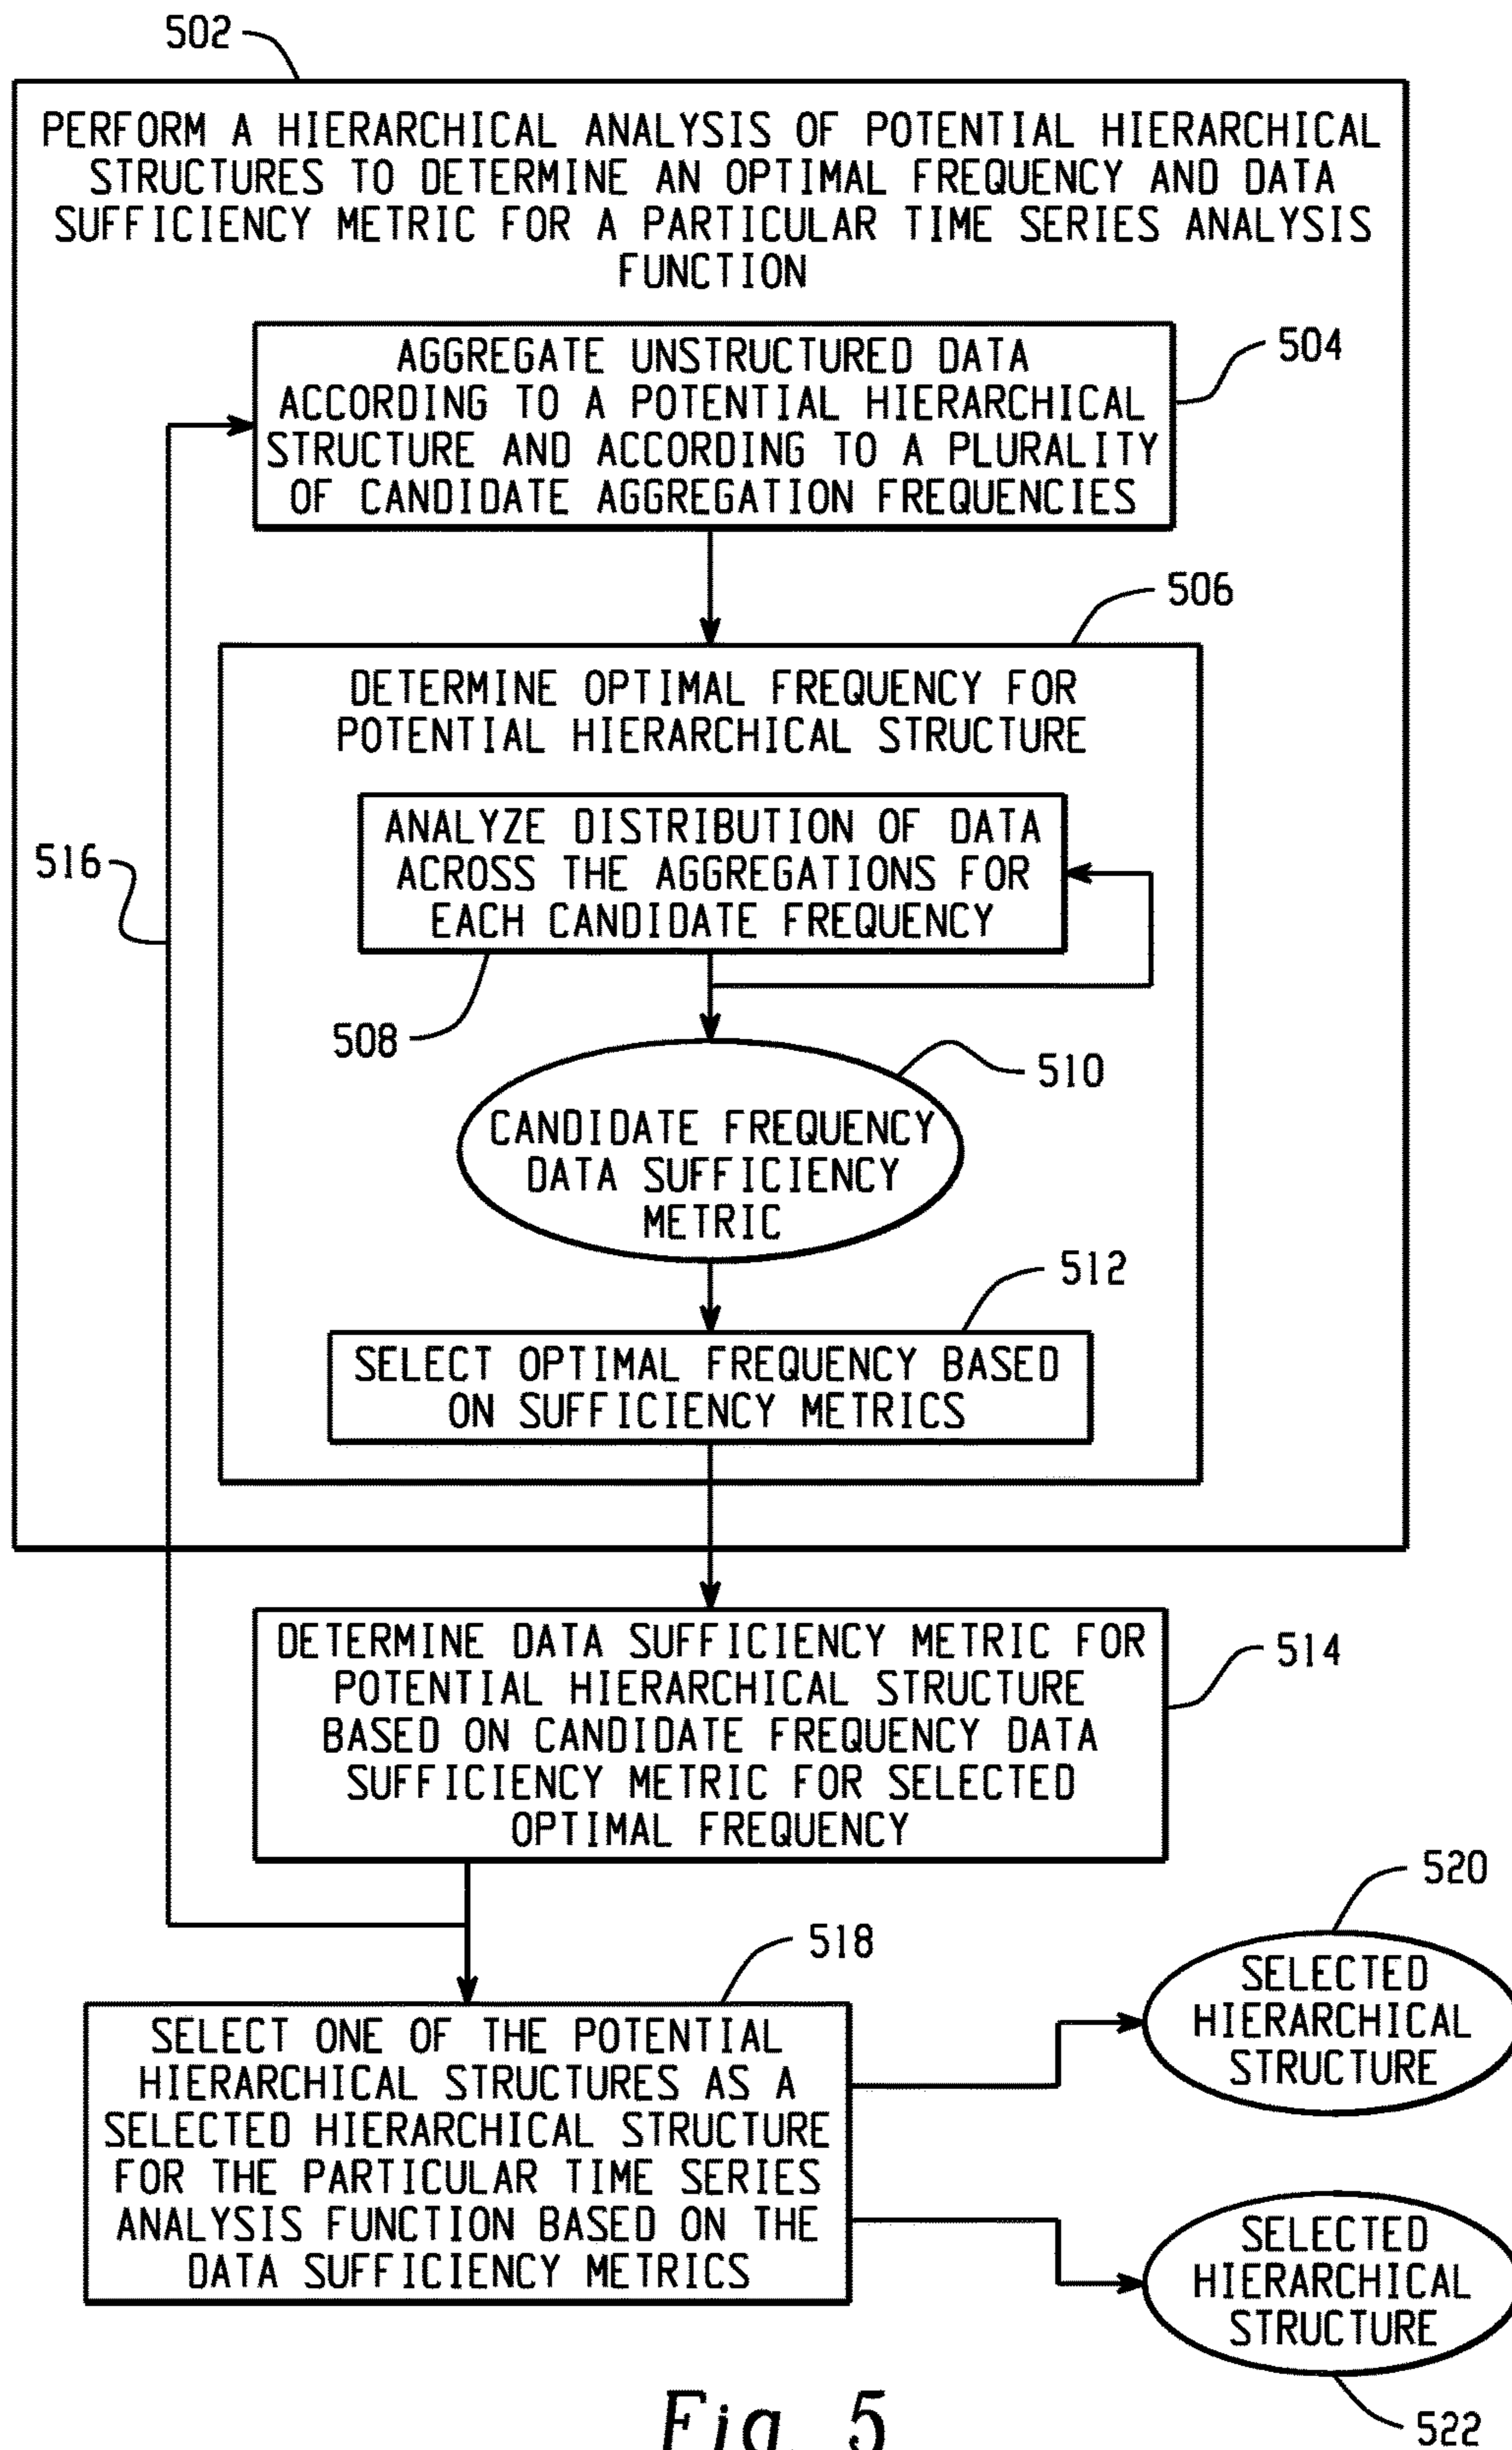 502
PERFORM A HIERARCHICAL ANALYSIS OF POTENTIAL HIERARCHICAL
STRUCTURES TO DETERMINE AN OPTIMAL FREQUENCY AND DATA
SUFFICIENCY METRIC FOR A PARTICULAR TIME SERIES ANALYSIS
FUNCTION
504
AGGREGATE UNSTRUCTURED DATA
ACCORDING TO A POTENTIAL HIERARCHICAL
STRUCTURE AND ACCORDING TO A PLURALITY
OF CANDIDATE AGGREGATION FREQUENCIES
506
DETERMINE OPTIMAL FREQUENCY FOR
POTENTIAL HIERARCHICAL STRUCTURE
ANALYZE DISTRIBUTION OF DATA
ACROSS THE AGGREGATIONS FOR
EACH CANDIDATE FREQUENCY
516
508
510
CANDIDATE FREQUENCY
DATA SUFFICIENCY
METRIC
512
SELECT OPTIMAL FREQUENCY BASED
ON SUFFICIENCY METRICS
DETERMINE DATA SUFFICIENCY METRIC FOR
POTENTIAL HIERARCHICAL STRUCTURE
BASED ON CANDIDATE FREQUENCY DATA
SUFFICIENCY METRIC FOR SELECTED
OPTIMAL FREQUENCY
514
518
SELECT ONE OF THE POTENTIAL
HIERARCHICAL STRUCTURES AS A
SELECTED HIERARCHICAL STRUCTURE
FOR THE PARTICULAR TIME SERIES
ANALYSIS FUNCTION BASED ON THE
DATA SUFFICIENCY METRICS
520
SELECTED
HIERARCHICAL
STRUCTURE
SELECTED
HIERARCHICAL
STRUCTURE
522
Fig. 5